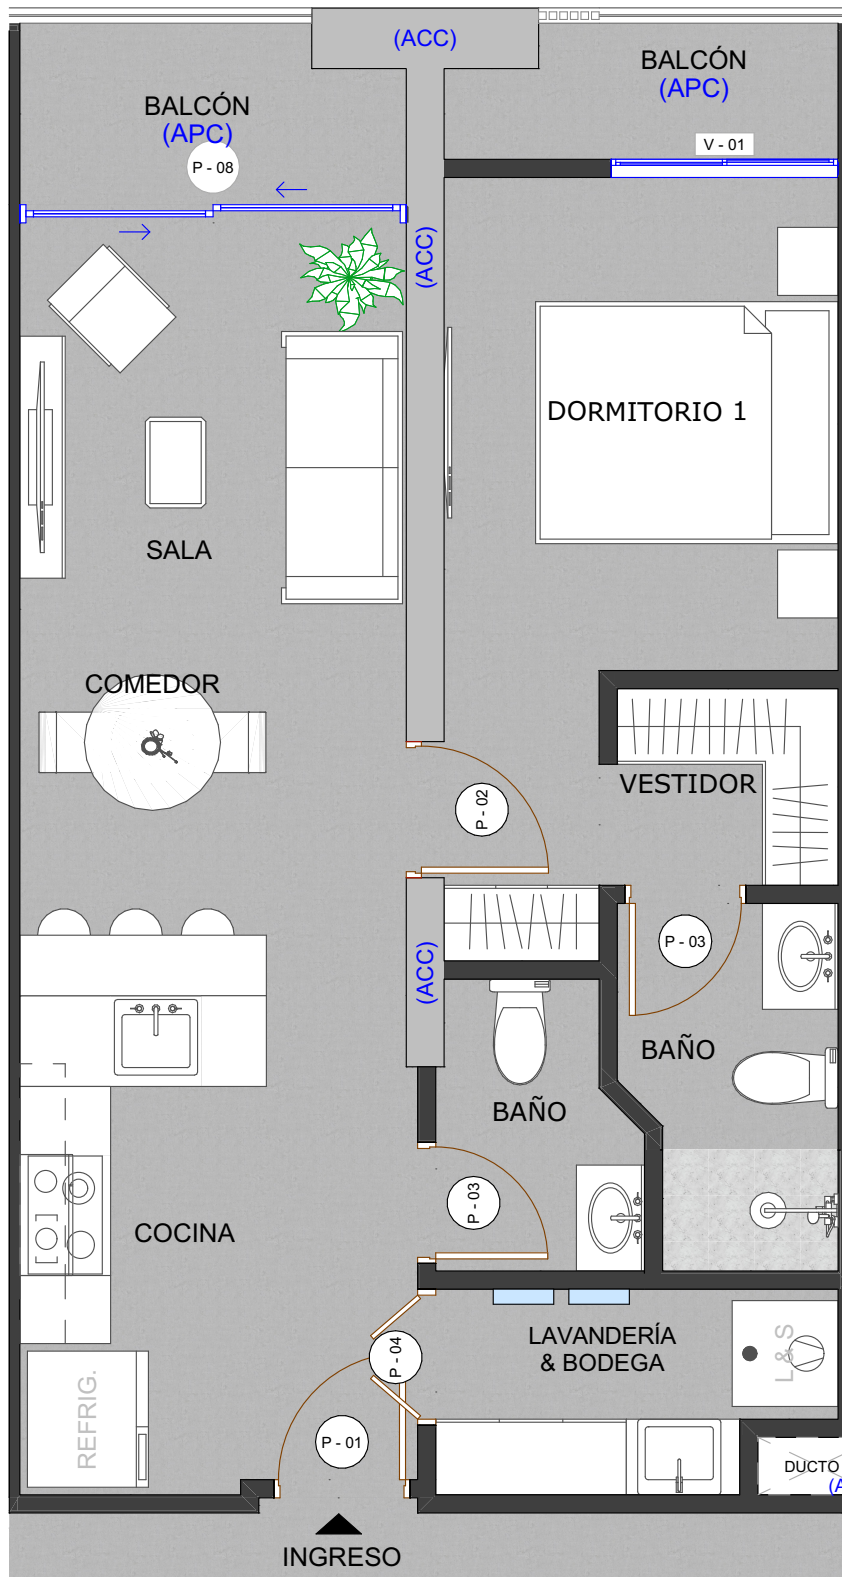 (ACC)
BALCÓN
(APC)
V - 01
BALCÓN
(APC)
P - 08
(ACC)
DORMITORIO 1
SALA
COMEDOR
VESTIDOR
P - 02
P - 03
(ACC)
BAÑO
BAÑO
P - 03
COCINA
LAVANDERÍA
& BODEGA
L & S
P - 04
REFRIG.
P - 01
DUCTO
(A
INGRESO